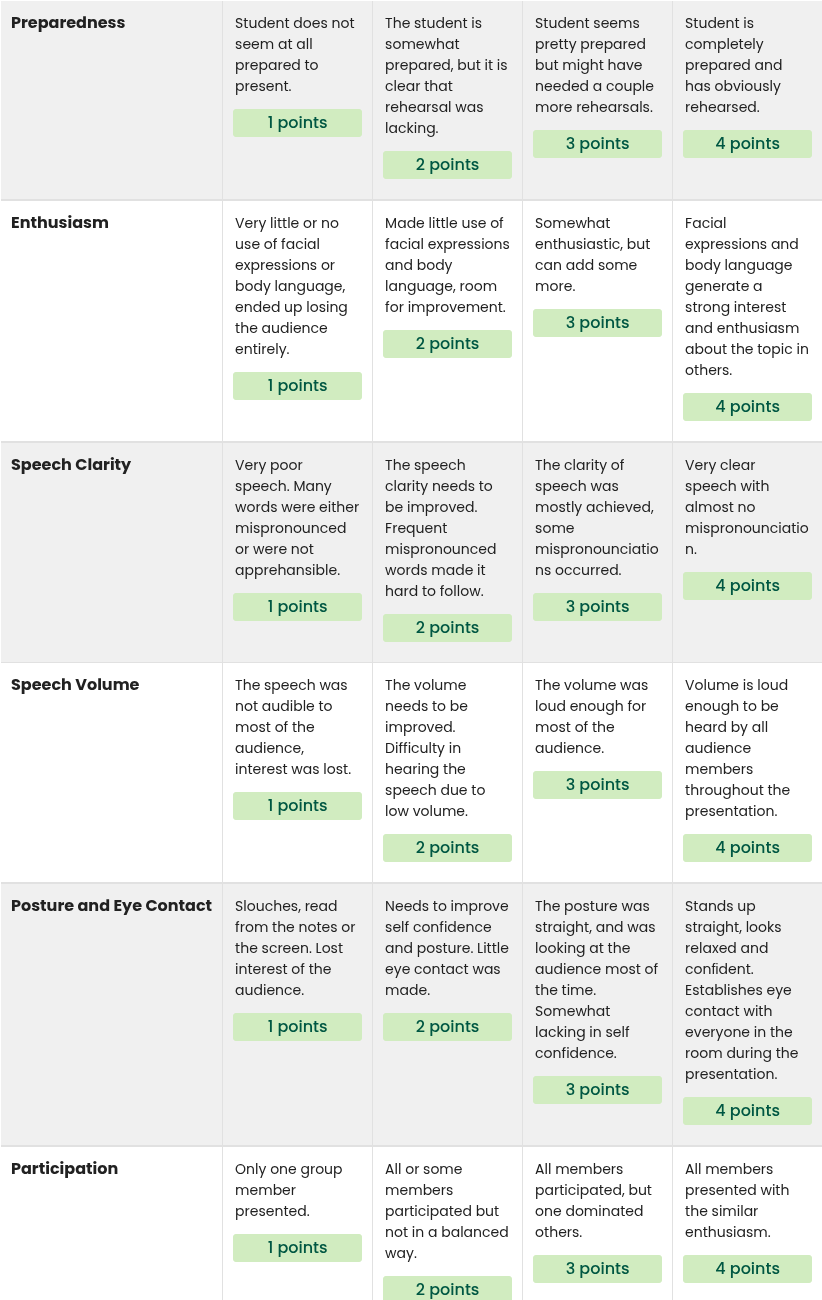 Preparedness
Student does not
seem at all
prepared to
present.
1 points
The student is
somewhat
prepared, but it is
clear that
rehearsal was
lacking.
2 points
Student seems
pretty prepared
but might have
needed a couple
more rehearsals.
3 points
Student is
completely
prepared and
has obviously
rehearsed.
4 points
Enthusiasm
Very little or no
use of facial
expressions or
body language,
ended up losing
the audience
entirely.
1 points
Made little use of
facial expressions
and body
language, room
for improvement.
2 points
Somewhat
enthusiastic, but
can add some
more.
3 points
Facial
expressions and
body language
generate a
strong interest
and enthusiasm
about the topic in
others.
4 points
Speech Clarity
Very poor
speech. Many
words were either
mispronounced
or were not
apprehansible.
1 points
The speech
clarity needs to
be improved.
Frequent
mispronounced
words made it
hard to follow.
2 points
The clarity of
speech was
mostly achieved,
some
mispronounciatio
ns occurred.
3 points
Very clear
speech with
almost no
mispronounciatio
n.
4 points
Speech Volume
The speech was
not audible to
most of the
audience,
interest was lost.
1 points
The volume
needs to be
improved.
Difficulty in
hearing the
speech due to
low volume.
2 points
The volume was
loud enough for
most of the
audience.
3 points
Volume is loud
enough to be
heard by all
audience
members
throughout the
presentation.
4 points
Posture and Eye Contact
Slouches, read
from the notes or
the screen. Lost
interest of the
audience.
1 points
Needs to improve
self confidence
and posture. Little
eye contact was
made.
2 points
The posture was
straight, and was
looking at the
audience most of
the time.
Somewhat
lacking in self
confidence.
3 points
Stands up
straight, looks
relaxed and
confident.
Establishes eye
contact with
everyone in the
room during the
presentation.
4 points
Participation
Only one group
member
presented.
1 points
All or some
members
participated but
not in a balanced
way.
2 points
All members
participated, but
one dominated
others.
3 points
All members
presented with
the similar
enthusiasm.
4 points